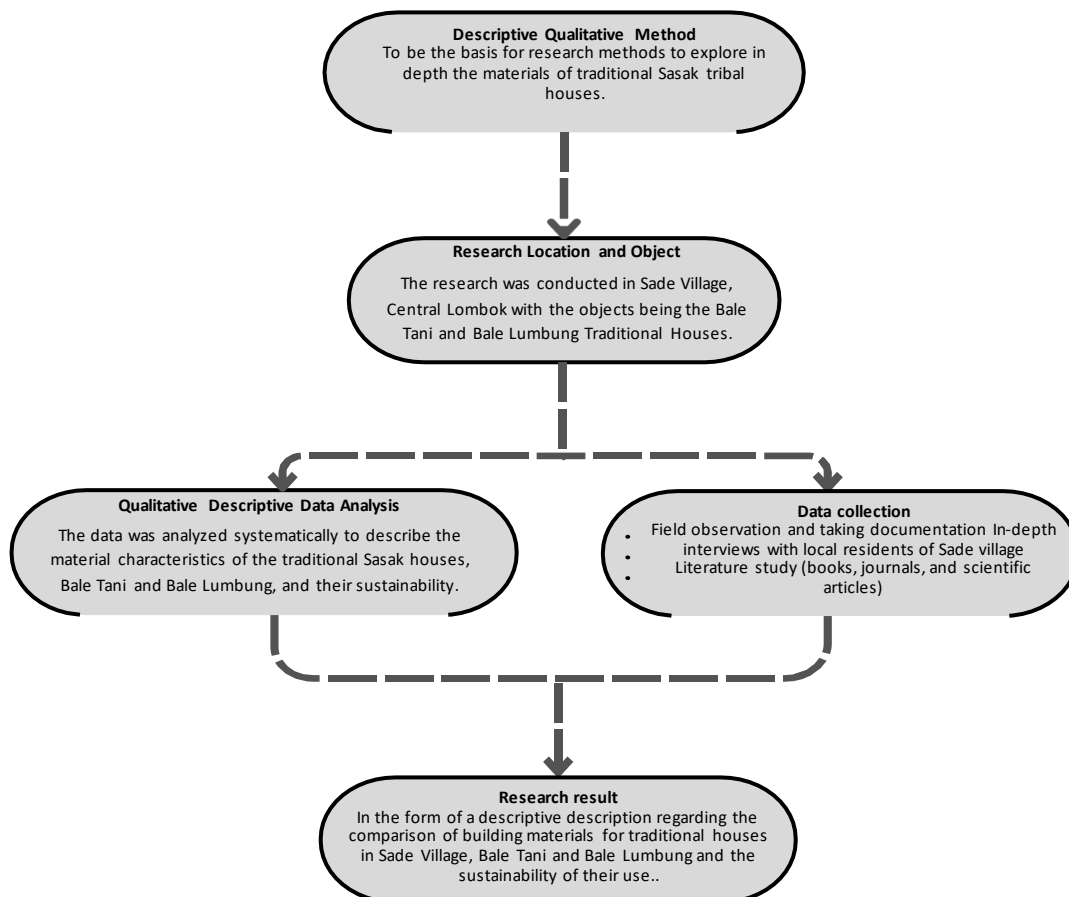 Descriptive Qualitative Method
To be the basis for research methods to explore in
depth the materials of traditional Sasak tribal
houses.
Research Location and Object
The research was conducted in Sade Village,
Central Lombok with the objects being the Bale
Tani and Bale Lumbung Traditional Houses.
Qualitative Descriptive Data Analysis
The data was analyzed systematically to describe the
material characteristics of the traditional Sasak houses,
Bale Tani and Bale Lumbung, and their sustainability.
Data collection
• Field observation and taking documentation In-depth
• interviews with local residents of Sade village
• Literature study (books, journals, and scientific
articles)
Research result
In the form of a descriptive description regarding the
comparison of building materials for traditional houses
in Sade Village, Bale Tani and Bale Lumbung and the
sustainability of their use..